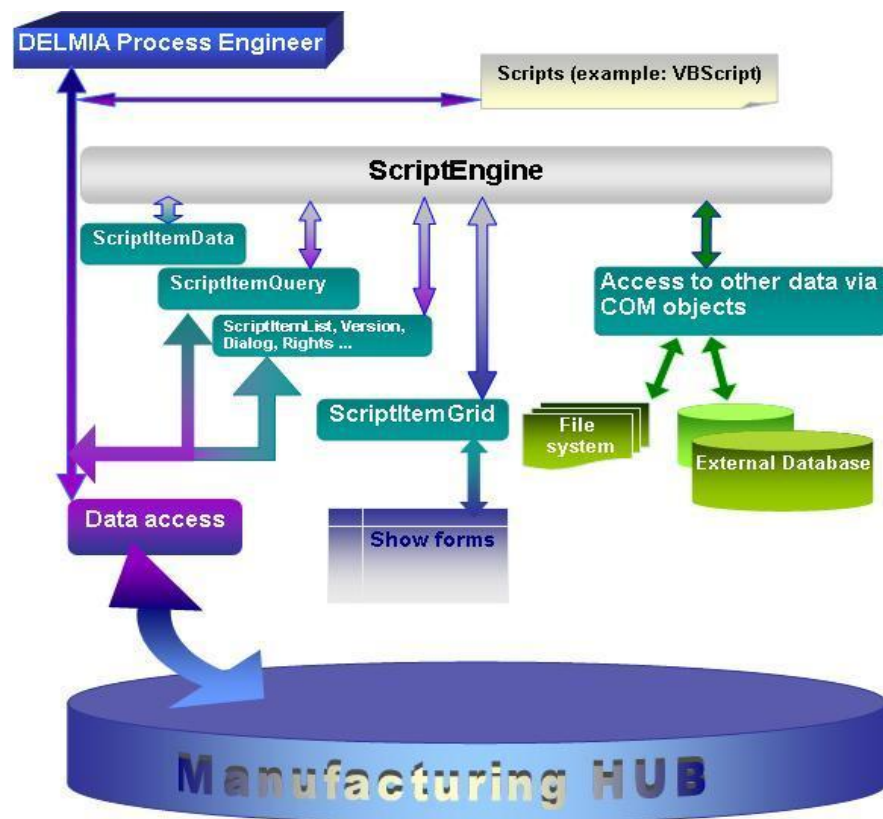 DELMIA Process Engineer
Scripts (example: VBScript)
ScriptEngine
ScriptItemData
ScriptItemQuery
ScriptItemList, Version,
Dialog, Rights ...
Access to other data via
COM objects
ScriptItemGrid
File
system
External Database
Data access
Show forms
Manufacturing HUB